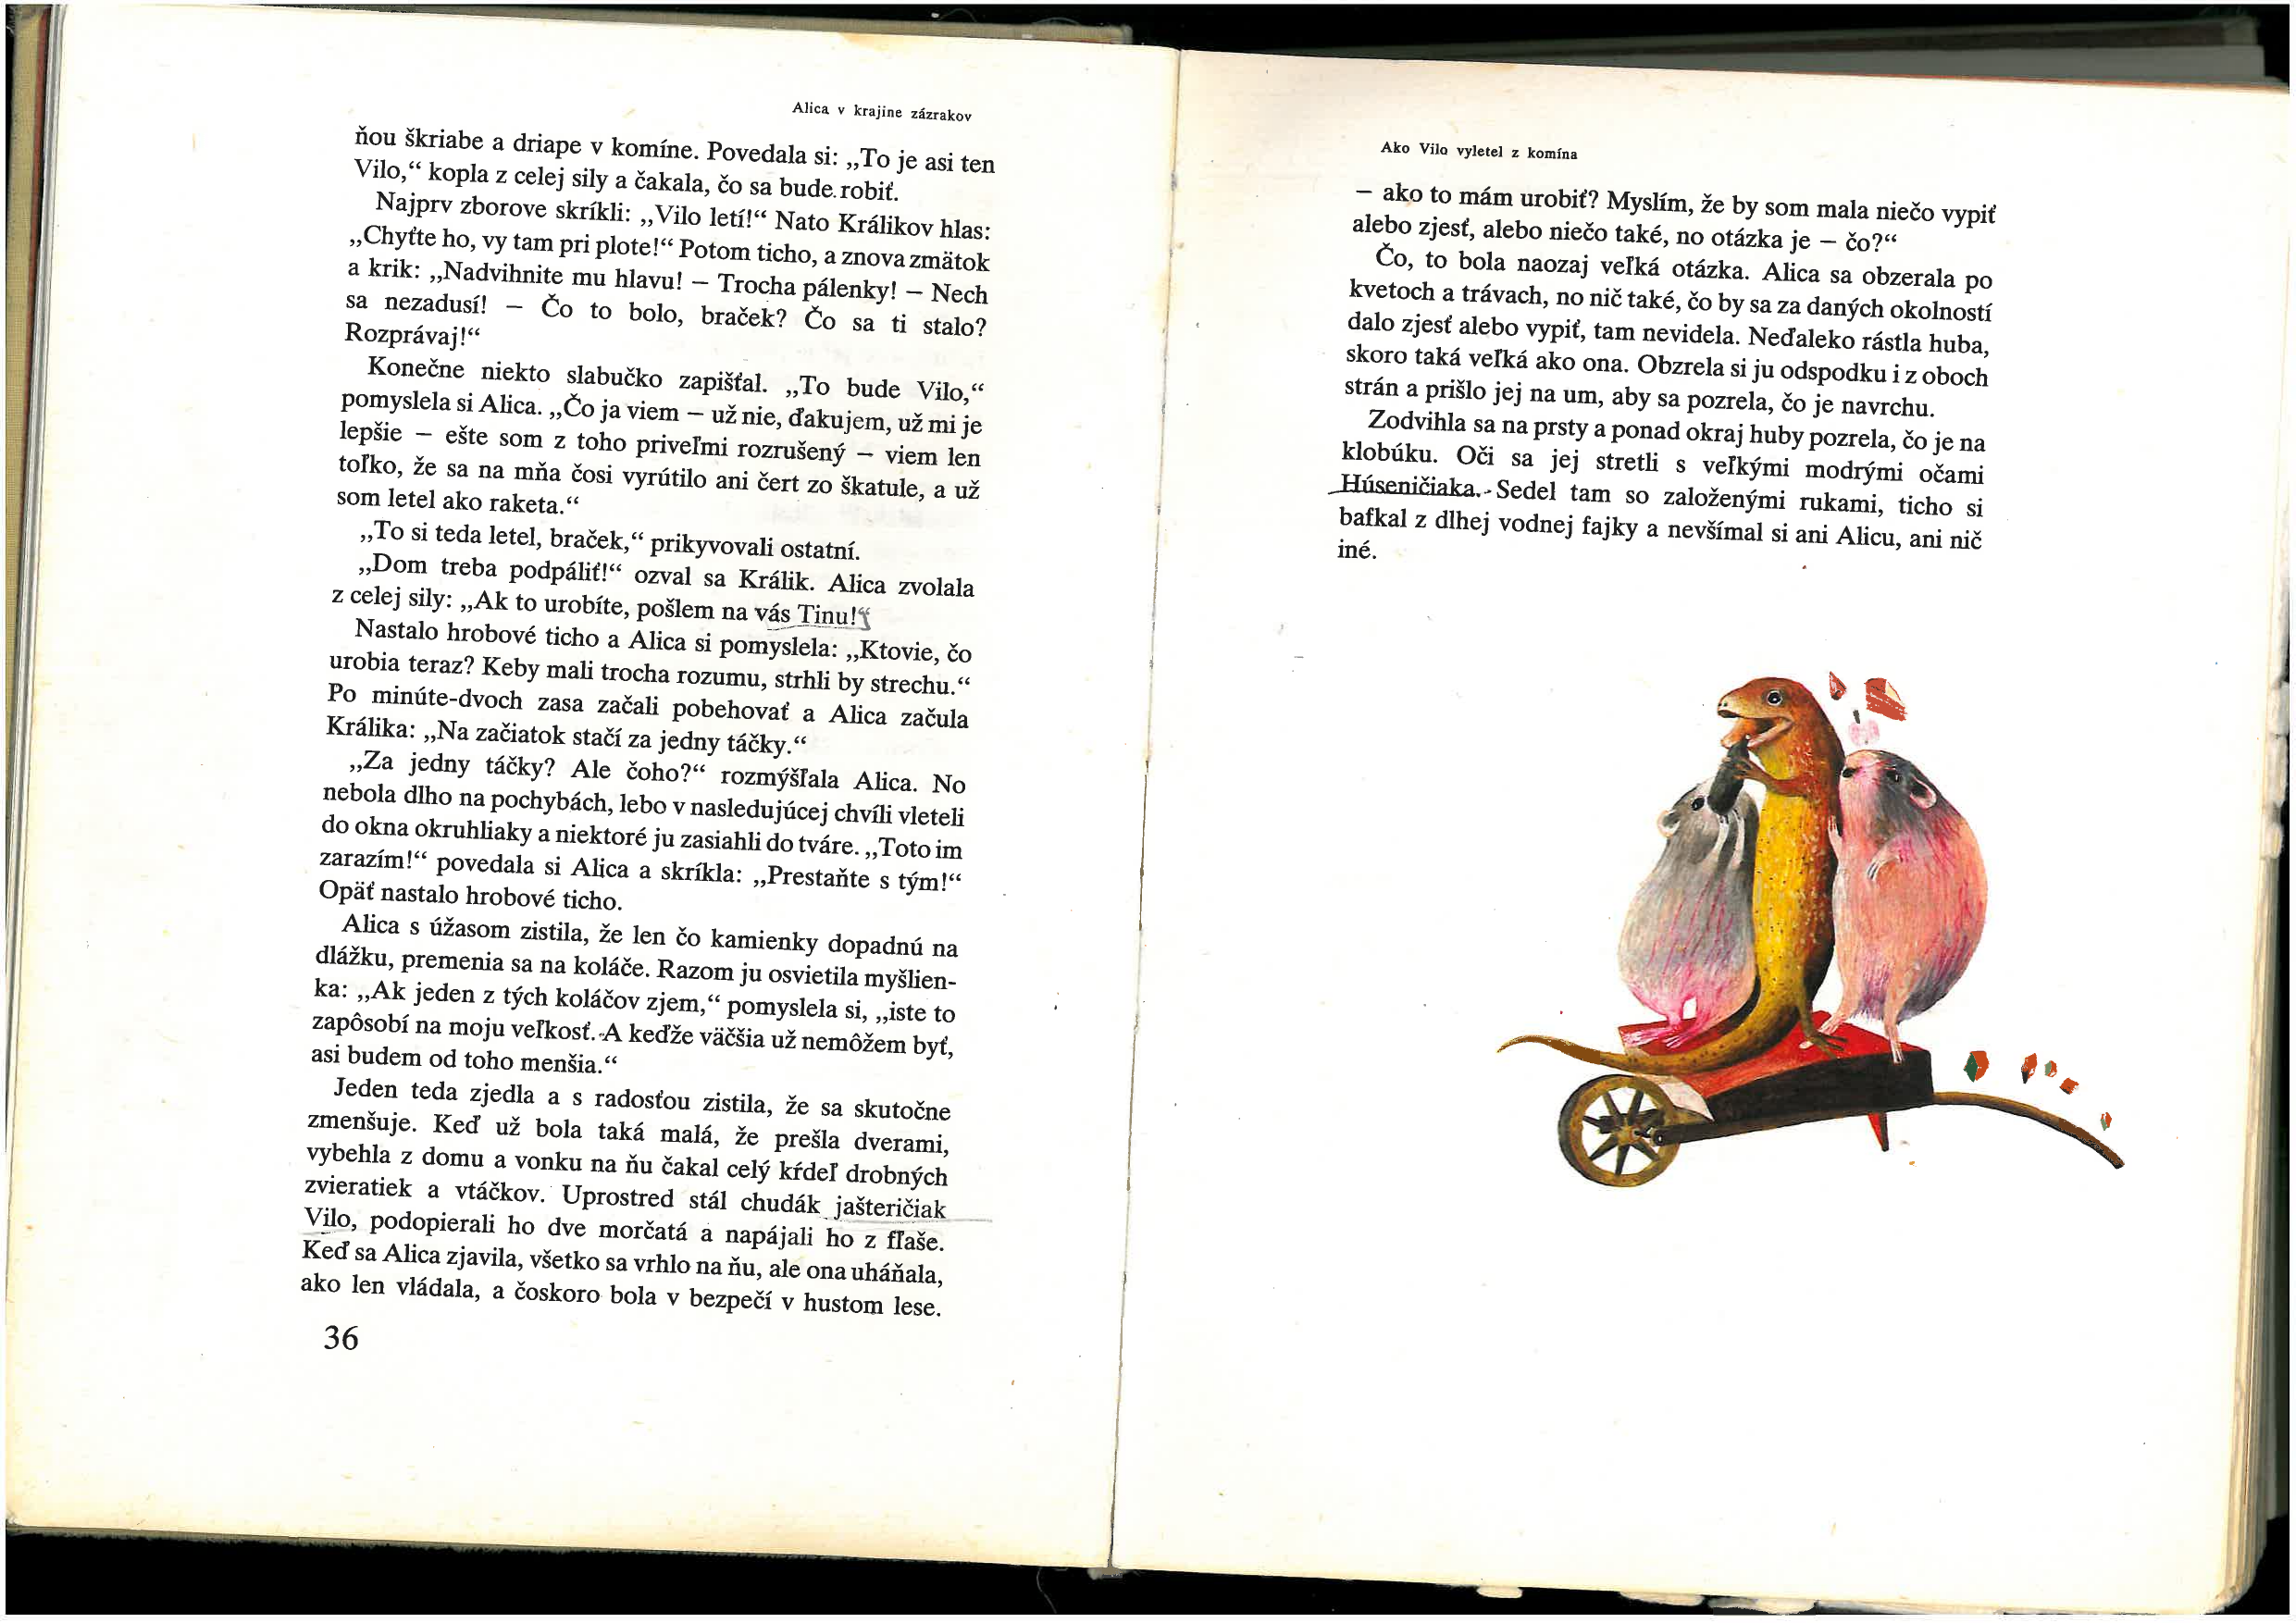 Alica v krajine zázrakov
ňou škriabe a driape v komíne. Povedala si: „To je asi ten
Vilo,“ kopla z celej sily a čakala, čo sa bude robiť.
Najprv zborove skríkli: „Vilo letí!“ Nato Králikov hlas:
„Chyťte ho, vy tam pri plote!“ Potom ticho, a znova zmätok
a krik: „Nadvihnite mu hlavu! — Trocha pálenky! — Nech
sa nezadusí! — Čo to bolo, braček? Čo sa ti stalo?
Rozprávaj!“
Konečne niekto slabučko zapišťal. „To bude Vilo,“
pomyslela si Alica. „Čo ja viem — už nie, ďakujem, už mi je
lepšie — ešte som z toho priveľmi rozrušený — viem len
toľko, že sa na mňa čosi vyrútilo ani čert zo škatule, a už
som letel ako raketa.“
„To si teda letel, braček,“ prikyvovali ostatní.
„Dom treba podpáliť!“ ozval sa Králik. Alica zvolala
z celej sily: „Ak to urobíte, pošlem na vás Tinu!“
Nastalo hrobové ticho a Alica si pomyslela: „Ktovie, čo
urobia teraz? Keby mali trocha rozumu, strhli by strechu.“
Po minúte-dvoch zasa začali pobehovať a Alica začula
Králika: „Na začiatok stačí za jedny táčky.“
„Za jedny táčky? Ale čoho?“ rozmýšľala Alica. No
nebola dlho na pochybách, lebo v nasledujúcej chvíli vleteli
do okna okruhliaky a niektoré ju zasiahli do tváre. „Toto im
zarazím!“ povedala si Alica a skríkla: „Prestaňte s tým!“
Opäť nastalo hrobové ticho.
Alica s úžasom zistila, že len čo kamienky dopadnú na
dlážku, premenia sa na koláče. Razom ju osvietila myšlien-
ka: „Ak jeden z tých koláčov zjem,“ pomyslela si, „iste to
zapôsobí na moju veľkosť. A keďže väčšia už nemôžem byť,
asi budem od toho menšia.“
Jeden teda zjedla a s radosťou zistila, že sa skutočne
zmenšuje. Keď už bola taká malá, že prešla dverami,
vybehla z domu a vonku na ňu čakal celý kŕdeľ drobných
zvieratiek a vtáčkov. Uprostred stál chudák jašteričiak
Vilo, podopierali ho dve morčatá a napájali ho z fľaše.
Keď sa Alica zjavila, všetko sa vrhlo na ňu, ale ona uháňala,
ako len vládala, a čoskoro bola v bezpečí v hustom lese.
36
Ako Vilo vyletel z komína
— ako to mám urobiť? Myslím, že by som mala niečo vypiť
alebo zjesť, alebo niečo také, no otázka je — čo?“
Čo, to bola naozaj veľká otázka. Alica sa obzerala po
kvetoch a trávach, no nič také, čo by sa za daných okolností
dalo zjesť alebo vypiť, tam nevidela. Neďaleko rástla huba,
skoro taká veľká ako ona. Obzrela si ju odspodku i z oboch
strán a prišlo jej na um, aby sa pozrela, čo je navrchu.
Zodvihla sa na prsty a ponad okraj huby pozrela, čo je na
klobúku. Oči sa jej stretli s veľkými modrými očami
Húseničiaka. Sedel tam so založenými rukami, ticho si
bafkal z dlhej vodnej fajky a nevšímal si ani Alicu, ani nič
iné.